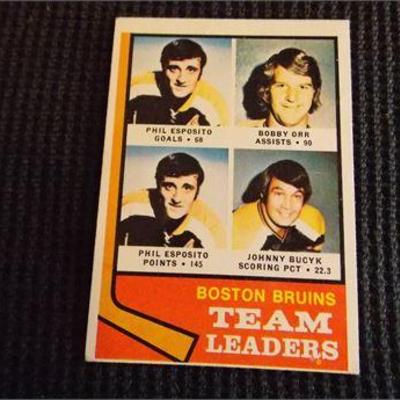 PHIL ESPOSITO
GOALS • 68
BOBBY ORR
ASSISTS • 90
PHIL ESPOSITO
POINTS • 145
JOHNNY BUCYK
SCORING PCT • 22.3
BOSTON BRUINS
TEAM
LEADERS